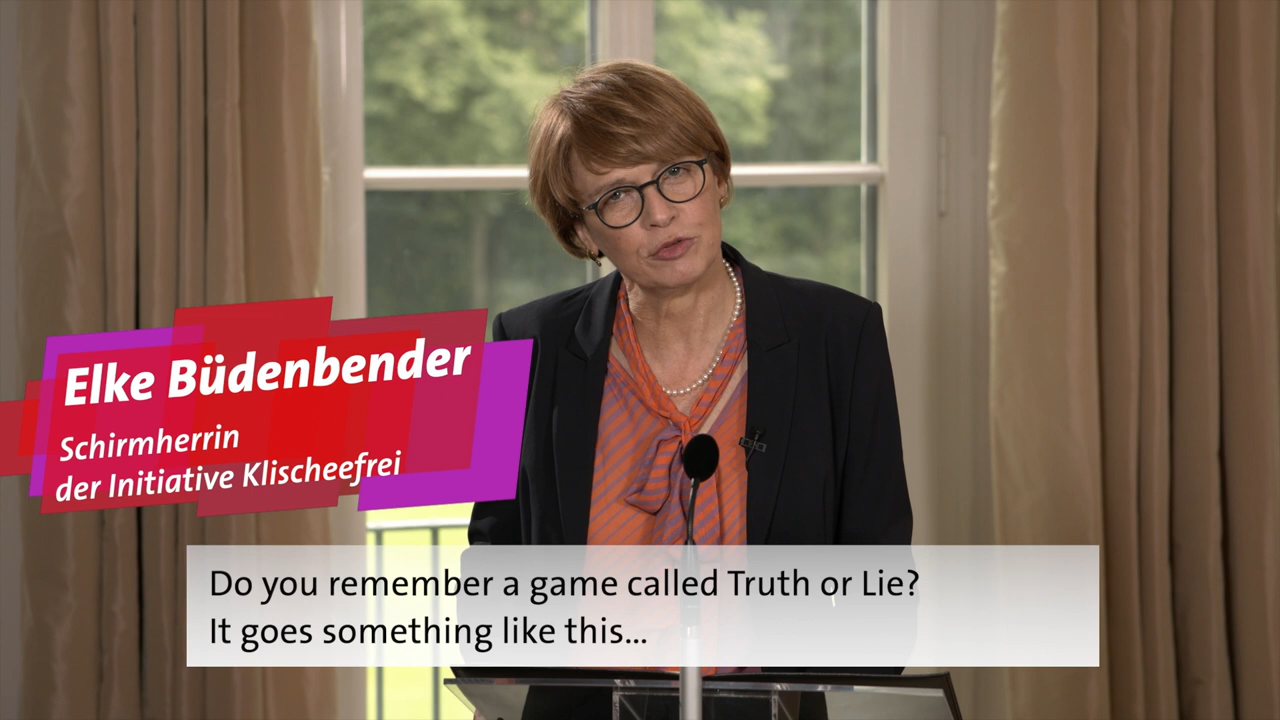 Elke Büdenbender
Schirmherrin
der Initiative Klischeefrei
Do you remember a game called Truth or Lie?
It goes something like this...